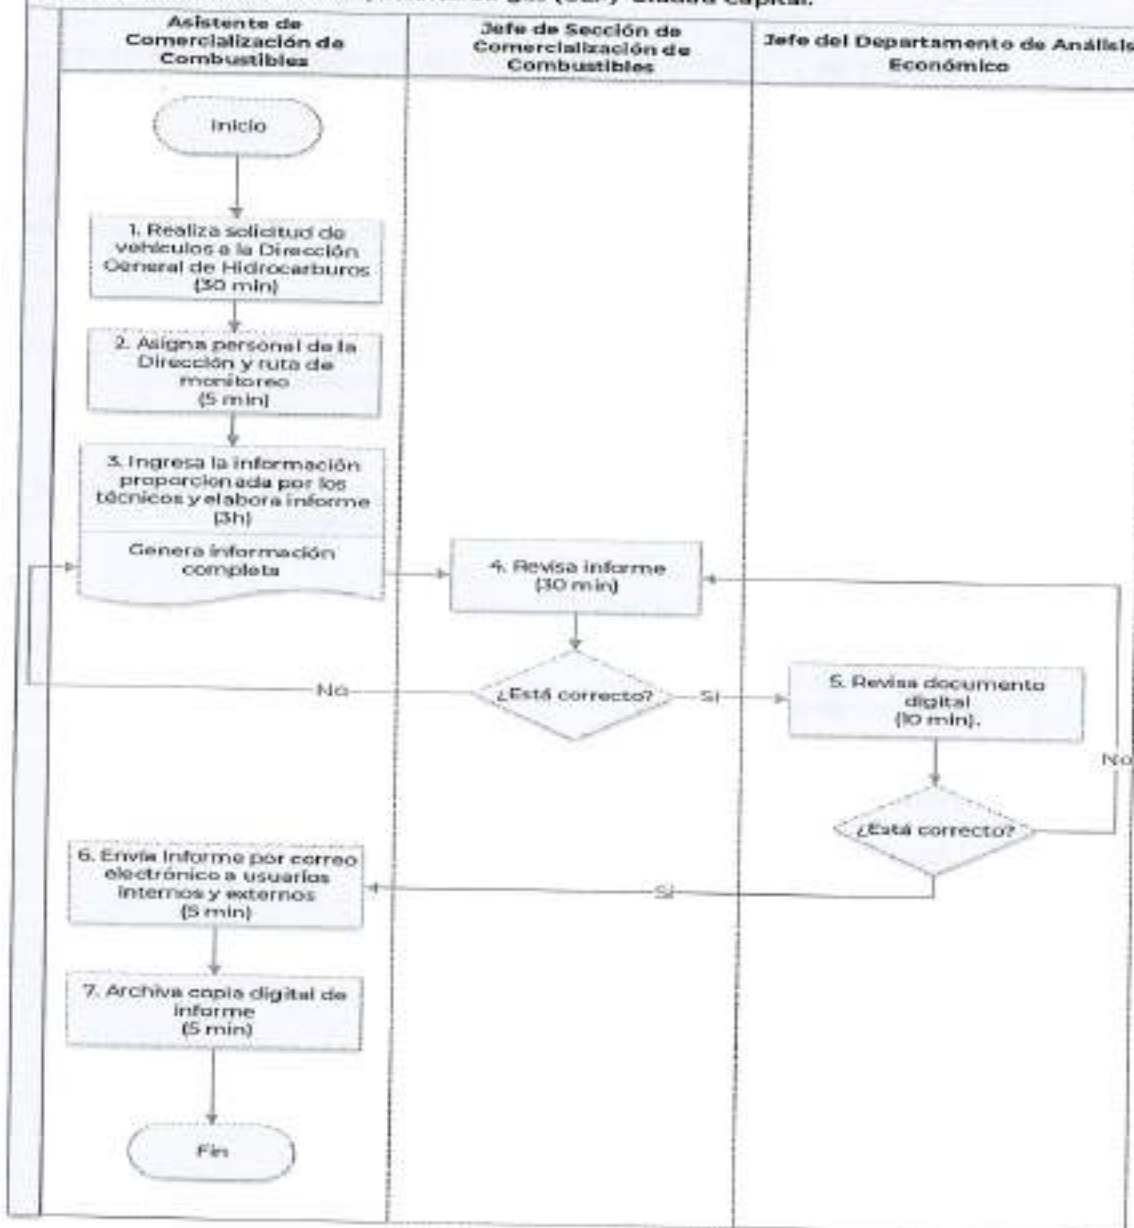 gas (GLP) Ciudad Capital.
Asistente de
Comercialización de
Combustibles
Jefe de Sección de
Comercialización de
Combustibles
Jefe del Departamento de Análisis
Económico
Inicio
1. Realiza solicitud de
vehículos a la Dirección
General de Hidrocarburos
(30 min)
2. Asigna personal de la
Dirección y ruta de
monitoreo
(5 min)
3. Ingresa la información
proporcionada por los
técnicos y elabora informe
(3h)
Genera información
completa
4. Revisa informe
(30 min)
¿Está correcto?
No
Si
5. Revisa documento
digital
(10 min).
No
¿Está correcto?
Si
6. Envía Informe por correo
electrónico a usuarios
internos y externos
(5 min)
7. Archiva copia digital de
informe
(5 min)
Fin